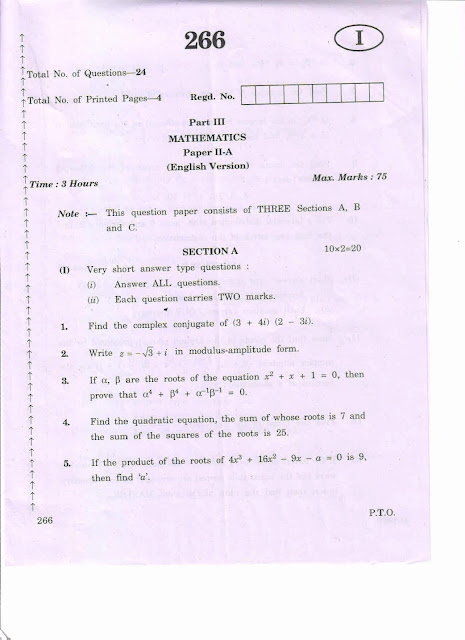 266
I
Total No. of Questions—24
Total No. of Printed Pages—4 Regd. No.
Part III
MATHEMATICS
Paper II-A
(English Version)
Time : 3 Hours Max. Marks : 75
Note :— This question paper consists of THREE Sections A, B
and C.
SECTION A 10×2=20
(I) Very short answer type questions :
(i) Answer ALL questions.
(ii) Each question carries TWO marks.
1. Find the complex conjugate of (3 + 4i) (2 – 3i).
2. Write z = –√3 + i in modulus-amplitude form.
3. If α, β are the roots of the equation x² + x + 1 = 0, then
prove that α⁴ + β⁴ + α⁻¹β⁻¹ = 0.
4. Find the quadratic equation, the sum of whose roots is 7 and
the sum of the squares of the roots is 25.
5. If the product of the roots of 4x³ + 16x² – 9x – a = 0 is 9,
then find 'a'.
266 P.T.O.